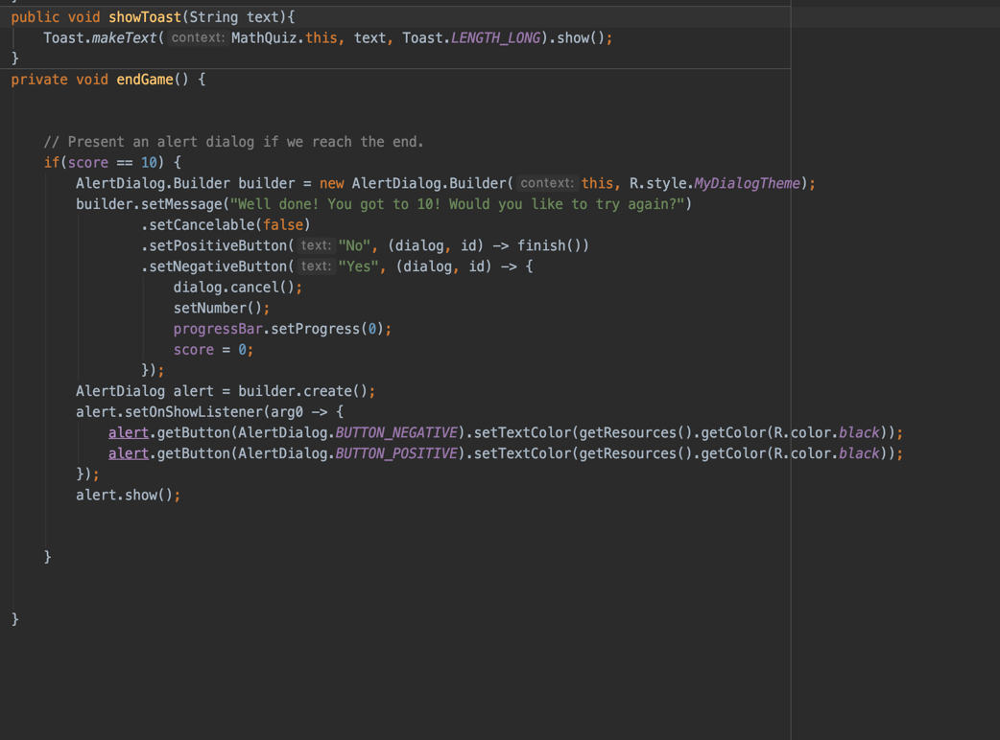 public void showToast(String text){
Toast.makeText( context: MathQuiz.this, text, Toast.LENGTH_LONG).show();
}
private void endGame() {
// Present an alert dialog if we reach the end.
if(score == 10) {
AlertDialog.Builder builder = new AlertDialog.Builder( context: this, R.style.MyDialogTheme);
builder.setMessage("Well done! You got to 10! Would you like to try again?")
.setCancelable(false)
.setPositiveButton( text: "No", (dialog, id) -> finish())
.setNegativeButton( text: "Yes", (dialog, id) -> {
dialog.cancel();
setNumber();
progressBar.setProgress(0);
score = 0;
});
AlertDialog alert = builder.create();
alert.setOnShowListener(arg0 -> {
alert.getButton(AlertDialog.BUTTON_NEGATIVE).setTextColor(getResources().getColor(R.color.black));
alert.getButton(AlertDialog.BUTTON_POSITIVE).setTextColor(getResources().getColor(R.color.black));
});
alert.show();
}
}